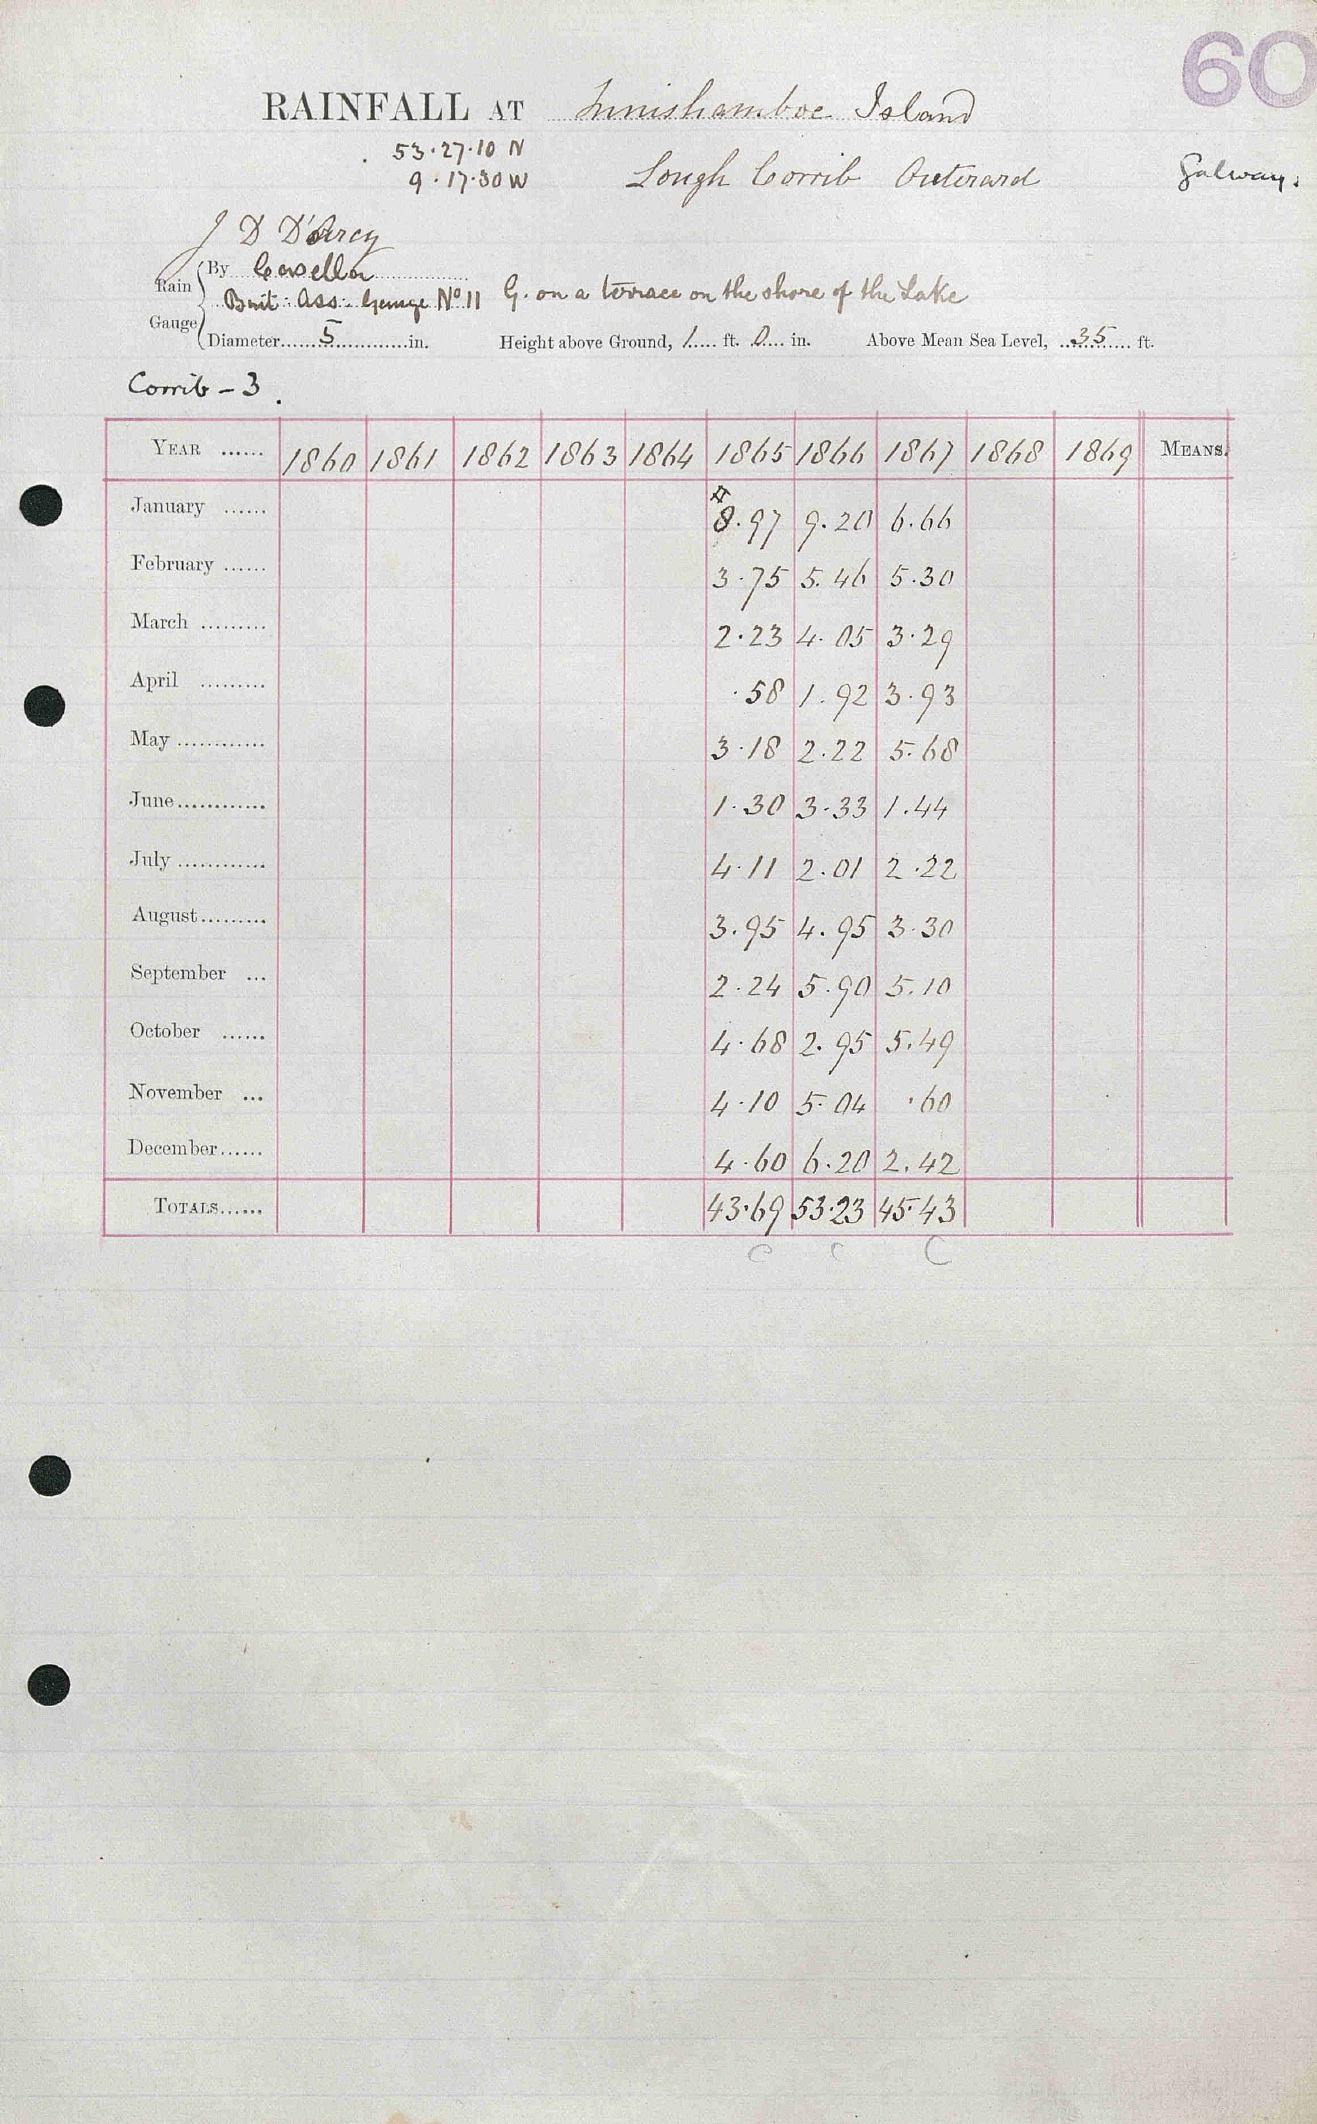 60
RAINFALL AT Innishamboe Island
53·27·10 N
9·17·30 W Lough Corrib Outerard Galway.
J D D'Arcy
Rain Gauge { By Casella
Brit. Ass. Gauge No 11 G. on a terrace on the shore of the Lake
Diameter......5............in. Height above Ground, 1..... ft. 0.... in. Above Mean Sea Level, ..35........ ft.
Corrib – 3.
YEAR ...... 1860 1861 1862 1863 1864 1865 1866 1867 1868 1869 MEANS.
January ...... # 8.97 9.20 6.66
February ...... 3.75 5.46 5.30
March ......... 2.23 4.05 3.29
April ......... .58 1.92 3.93
May ............ 3.18 2.22 5.68
June............ 1.30 3.33 1.44
July ............ 4.11 2.01 2.22
August......... 3.95 4.95 3.30
September ... 2.24 5.90 5.10
October ...... 4.68 2.95 5.49
November ... 4.10 5.04 .60
December...... 4.60 6.20 2.42
TOTALS...... 43.69 53.23 45.43
C C C